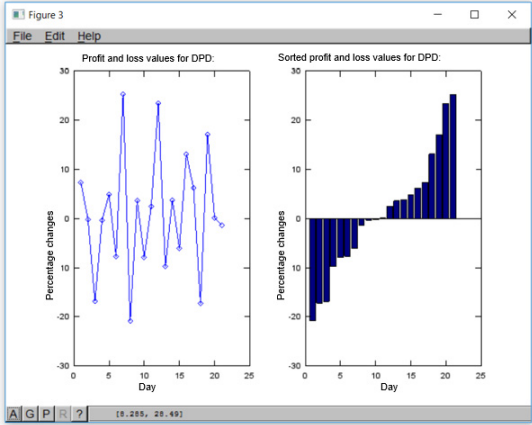 Figure 3
File Edit Help
Profit and loss values for DPD:
30
20
10
0
10
-20
-30
0 5 10 15 20 25
Percentage changes
Day
Sorted profit and loss values for DPD:
30
20
10
0
10
-20
-30
0 5 10 15 20 25
Percentage changes
Day
A G P R ? [8.285, 28.49]